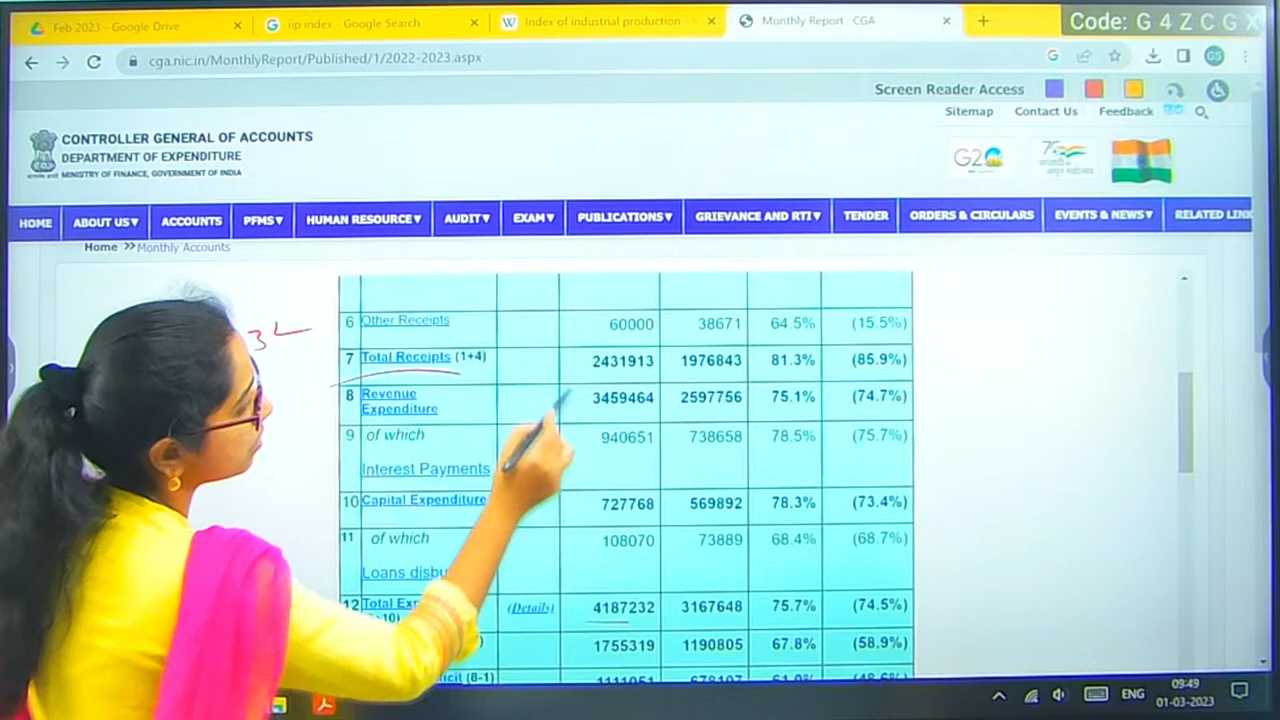 Feb 2023 - Google Drive
iip index - Google Search
Index of industrial production -
Monthly Report CGA
Code: G 4 Z C G X
cga.nic.in/MonthlyReport/Published/1/2022-2023.aspx
GS
Screen Reader Access
Sitemap Contact Us Feedback
CONTROLLER GENERAL OF ACCOUNTS
DEPARTMENT OF EXPENDITURE
MINISTRY OF FINANCE, GOVERNMENT OF INDIA
G20
HOME ABOUT US ACCOUNTS PFMS HUMAN RESOURCE AUDIT EXAM PUBLICATIONS GRIEVANCE AND RTI TENDER ORDERS & CIRCULARS EVENTS & NEWS RELATED
Home >> Monthly Accounts
6 Other Receipts 60000 38671 64.5% (15.5%)
7 Total Receipts (1+4) 2431913 1976843 81.3% (85.9%)
8 Revenue Expenditure 3459464 2597756 75.1% (74.7%)
9 of which Interest Payments 940651 738658 78.5% (75.7%)
10 Capital Expenditure 727768 569892 78.3% (73.4%)
11 of which 108070 73889 68.4% (68.7%)
Loans
12 Total (Details) 4187232 3167648 75.7% (74.5%)
1755319 1190805 67.8% (58.9%)
(8-1)
ENG
09:49
01-03-2023